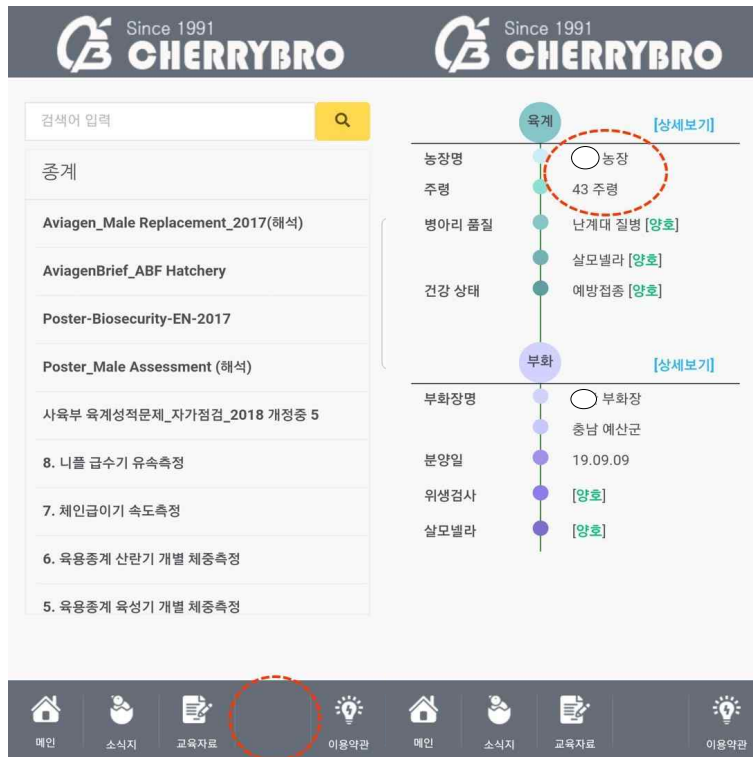 Since 1991
CHERRYBRO
검색어 입력
종계
Aviagen_Male Replacement_2017(해석)
AviagenBrief_ABF Hatchery
Poster-Biosecurity-EN-2017
Poster_Male Assessment (해석)
사육부 육계성적문제_자가점검_2018 개정중 5
8. 니플 급수기 유속측정
7. 체인급이기 속도측정
6. 육용종계 산란기 개별 체중측정
5. 육용종계 육성기 개별 체중측정
메인 소식지 교육자료 이용약관
Since 1991
CHERRYBRO
육계 [상세보기]
농장명 농장
주령 43 주령
병아리 품질 난계대 질병 [양호]
살모넬라 [양호]
건강 상태 예방접종 [양호]
부화 [상세보기]
부화장명 부화장
충남 예산군
분양일 19.09.09
위생검사 [양호]
살모넬라 [양호]
메인 소식지 교육자료 이용약관